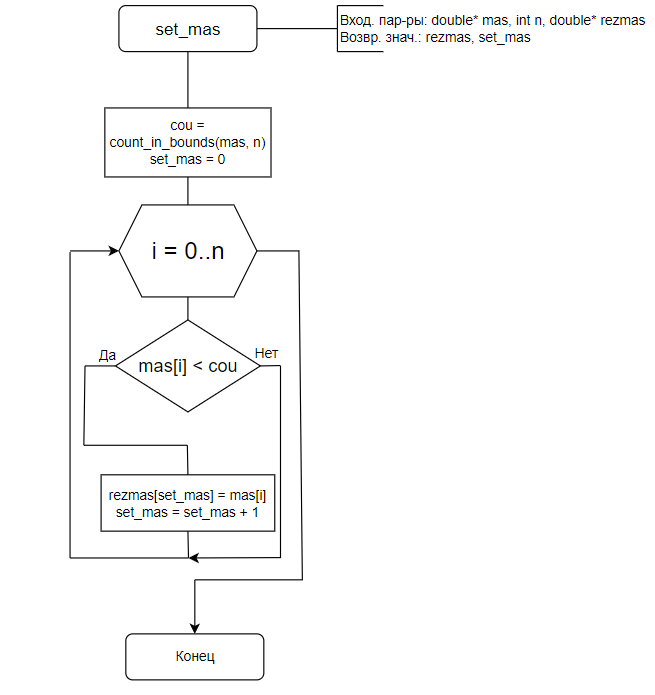 set_mas
Вход. пар-ры: double* mas, int n, double* rezmas
Возвр. знач.: rezmas, set_mas
cou =
count_in_bounds(mas, n)
set_mas = 0
i = 0..n
Да
Нет
mas[i] < cou
rezmas[set_mas] = mas[i]
set_mas = set_mas + 1
Конец